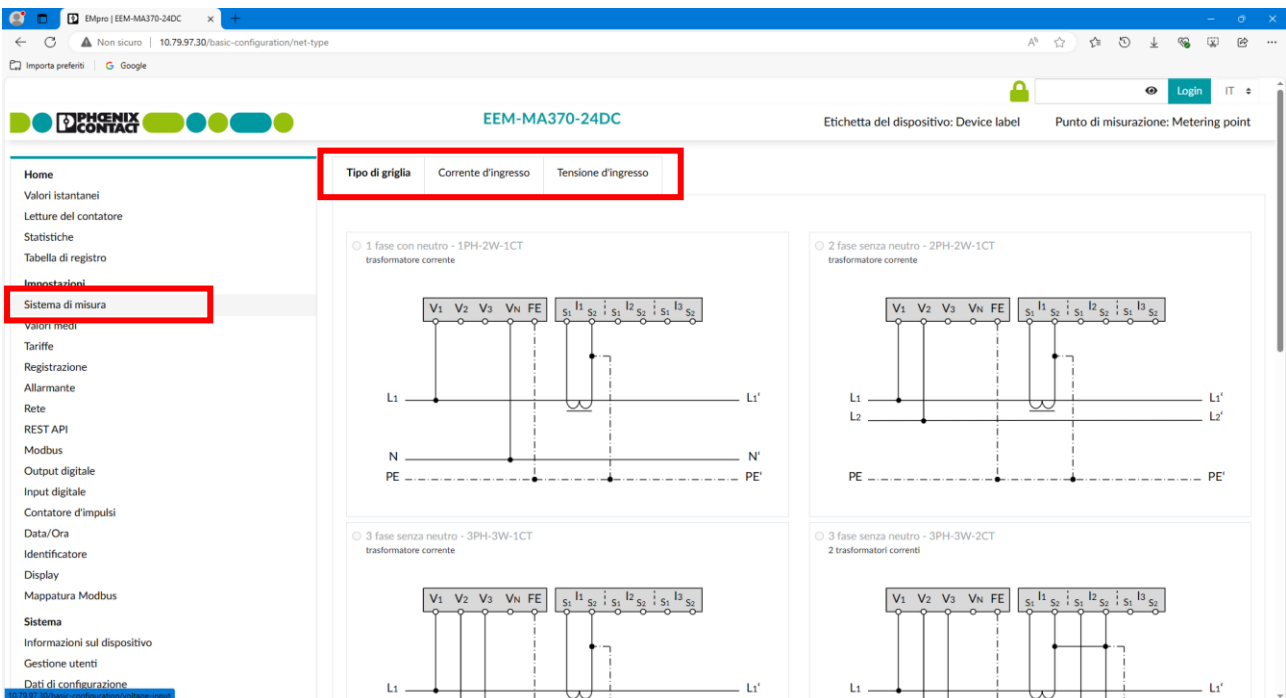 EMpro | EEM-MA370-24DC
Non sicuro | 10.79.97.30/basic-configuration/net-type
Importa preferiti
Google
Login
IT
PHŒNIX
CONTACT
EEM-MA370-24DC
Etichetta del dispositivo: Device label
Punto di misurazione: Metering point
Home
Valori istantanei
Letture del contatore
Statistiche
Tabella di registro
Impostazioni
Sistema di misura
Valori medi
Tariffe
Registrazione
Allarmante
Rete
REST API
Modbus
Output digitale
Input digitale
Contatore d'impulsi
Data/Ora
Identificatore
Display
Mappatura Modbus
Sistema
Informazioni sul dispositivo
Gestione utenti
Dati di configurazione
10.79.97.30/basic-configuration/voltage-input
Tipo di griglia
Corrente d'ingresso
Tensione d'ingresso
1 fase con neutro - 1PH-2W-1CT
trasformatore corrente
V1 V2 V3 VN FE
S1 I1 S2 S1 I2 S2 S1 I3 S2
L1 L1'
N N'
PE PE'
2 fase senza neutro - 2PH-2W-1CT
trasformatore corrente
V1 V2 V3 VN FE
S1 I1 S2 S1 I2 S2 S1 I3 S2
L1 L1'
L2 L2'
PE PE'
3 fase senza neutro - 3PH-3W-1CT
trasformatore corrente
V1 V2 V3 VN FE
S1 I1 S2 S1 I2 S2 S1 I3 S2
L1 L1'
3 fase senza neutro - 3PH-3W-2CT
2 trasformatori correnti
V1 V2 V3 VN FE
S1 I1 S2 S1 I2 S2 S1 I3 S2
L1 L1'